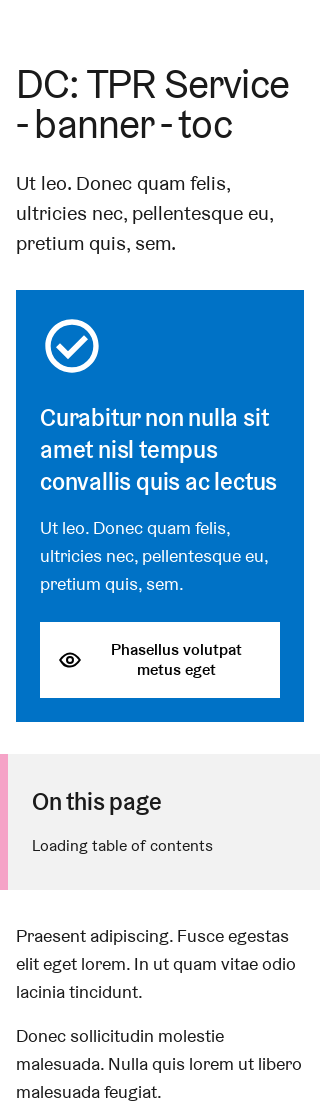 DC: TPR Service
- banner - toc
Ut leo. Donec quam felis,
ultricies nec, pellentesque eu,
pretium quis, sem.
Curabitur non nulla sit
amet nisl tempus
convallis quis ac lectus
Ut leo. Donec quam felis,
ultricies nec, pellentesque eu,
pretium quis, sem.
Phasellus volutpat
metus eget
On this page
Loading table of contents
Praesent adipiscing. Fusce egestas
elit eget lorem. In ut quam vitae odio
lacinia tincidunt.
Donec sollicitudin molestie
malesuada. Nulla quis lorem ut libero
malesuada feugiat.